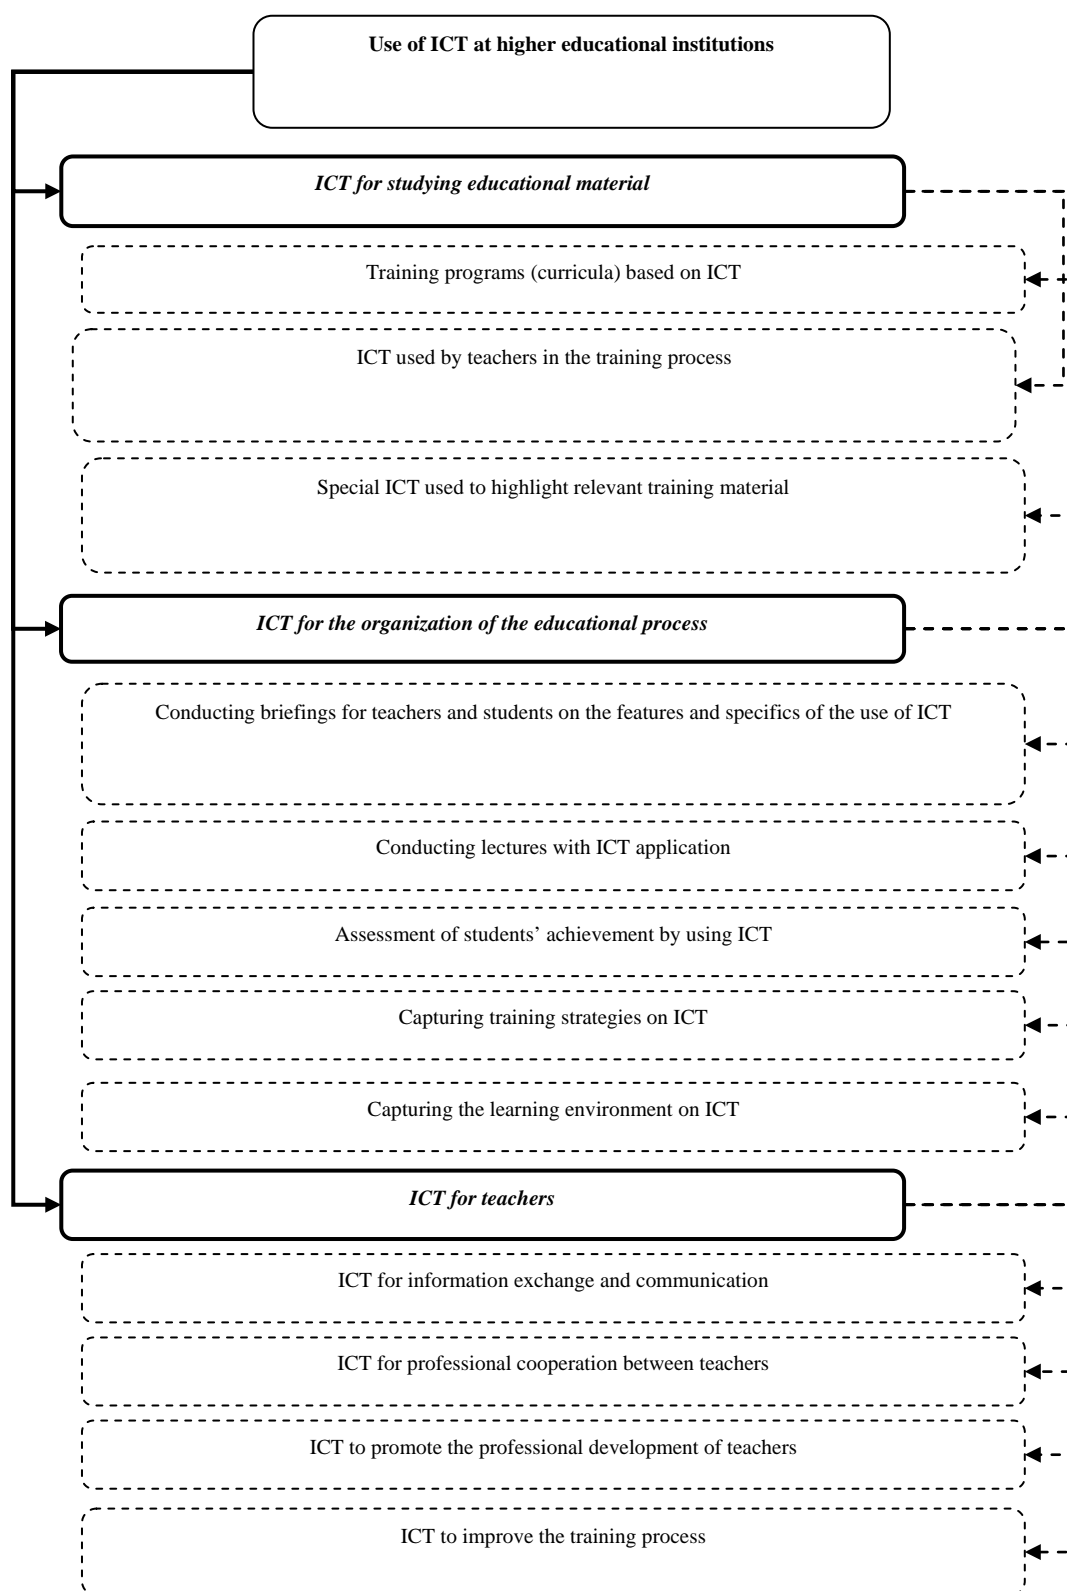 Use of ICT at higher educational institutions
ICT for studying educational material
Training programs (curricula) based on ICT
ICT used by teachers in the training process
Special ICT used to highlight relevant training material
ICT for the organization of the educational process
Conducting briefings for teachers and students on the features and specifics of the use of ICT
Conducting lectures with ICT application
Assessment of students’ achievement by using ICT
Capturing training strategies on ICT
Capturing the learning environment on ICT
ICT for teachers
ICT for information exchange and communication
ICT for professional cooperation between teachers
ICT to promote the professional development of teachers
ICT to improve the training process